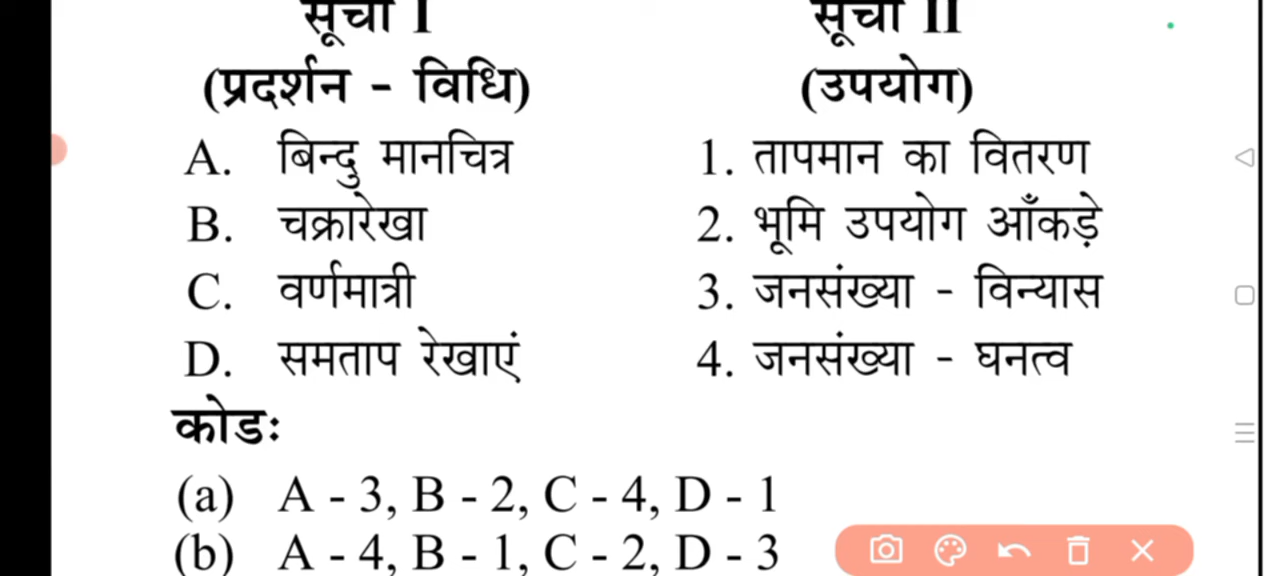 सूची I सूची II
(प्रदर्शन - विधि) (उपयोग)
A. बिन्दु मानचित्र 1. तापमान का वितरण
B. चक्रारेखा 2. भूमि उपयोग आँकड़े
C. वर्णमात्री 3. जनसंख्या - विन्यास
D. समताप रेखाएं 4. जनसंख्या - घनत्व
कोडः
(a) A - 3, B - 2, C - 4, D - 1
(b) A - 4, B - 1, C - 2, D - 3